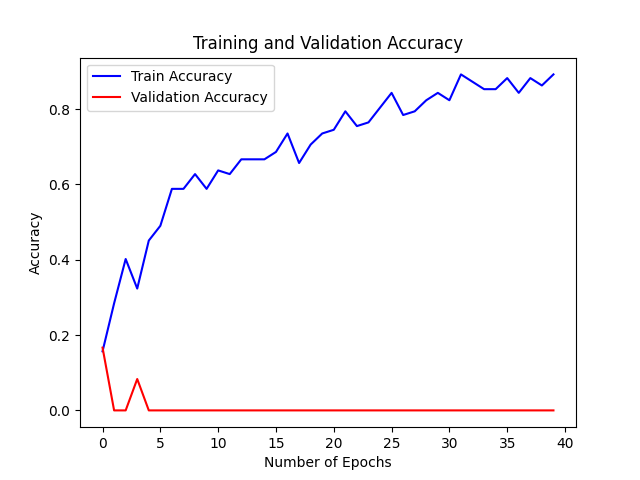 Training and Validation Accuracy
Train Accuracy
Validation Accuracy
Accuracy
0.8
0.6
0.4
0.2
0.0
0 5 10 15 20 25 30 35 40
Number of Epochs